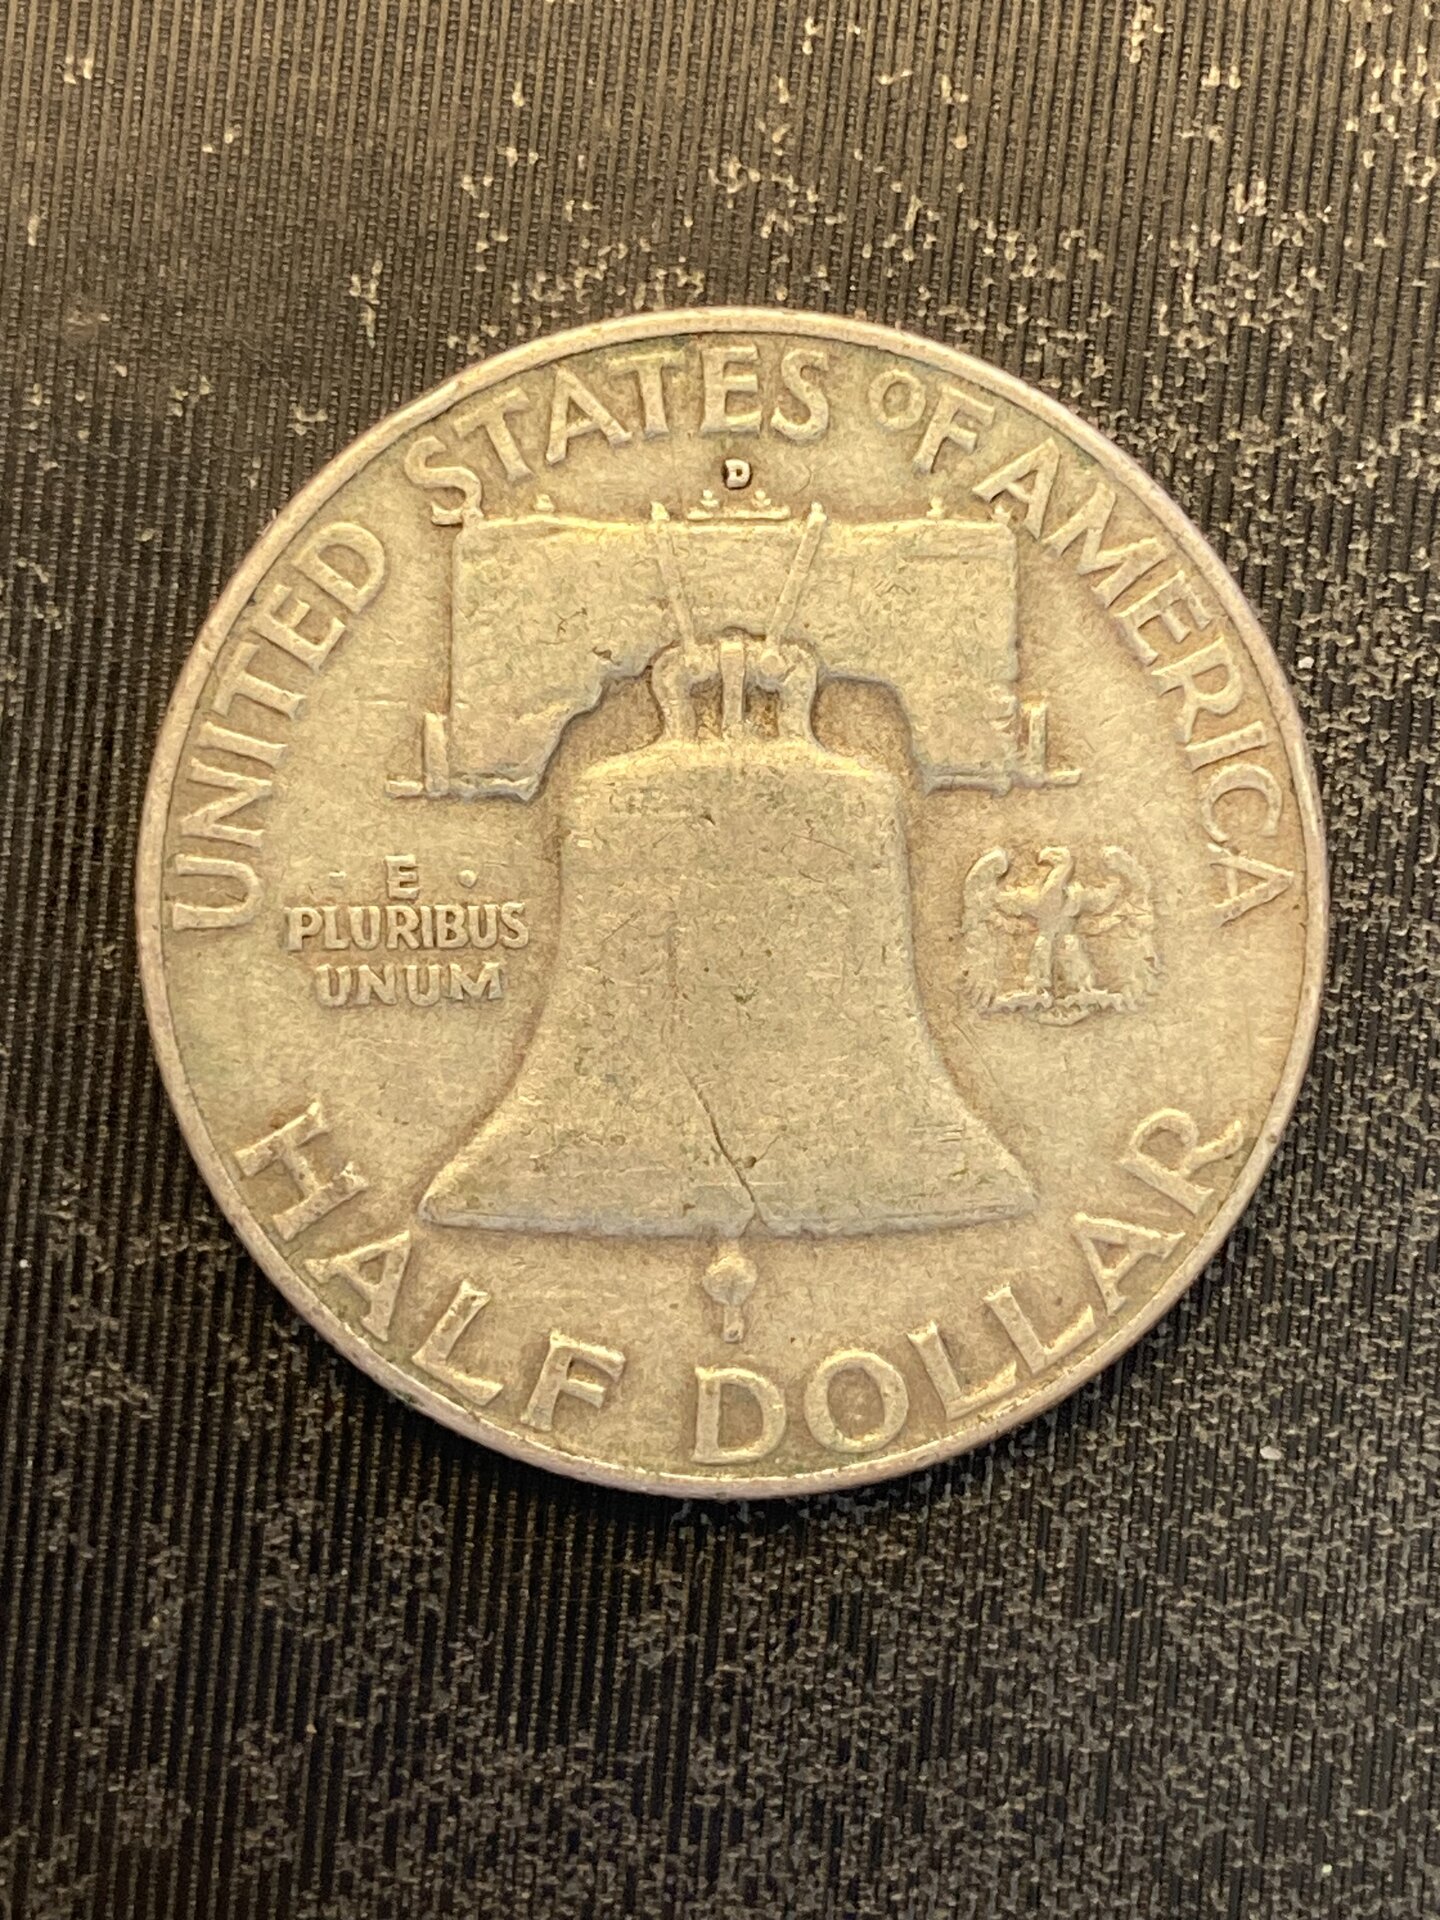 UNITED STATES OF AMERICA
D
· E ·
PLURIBUS
UNUM
HALF DOLLAR